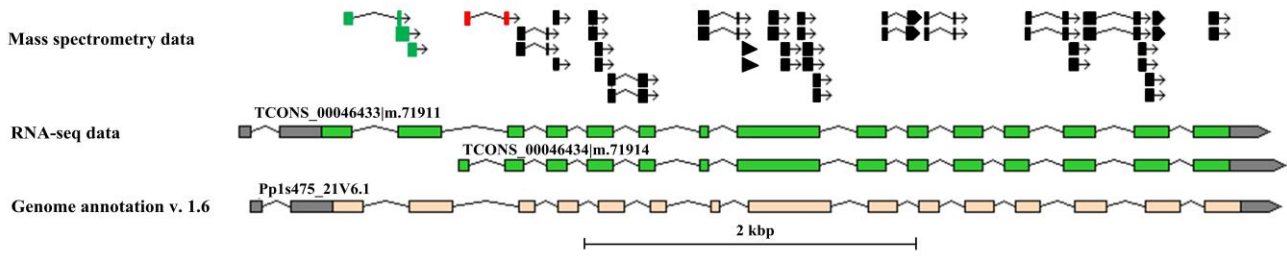 Mass spectrometry data
TCONS_00046433|m.71911
RNA-seq data
TCONS_00046434|m.71914
Pp1s475_21V6.1
Genome annotation v. 1.6
2 kbp